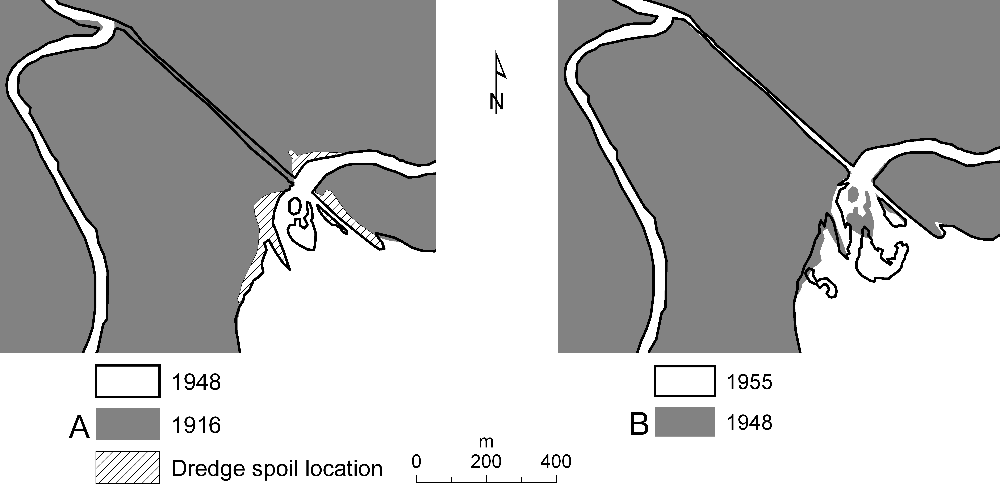 N
1948
A 1916
Dredge spoil location
m
0 200 400
1955
B 1948